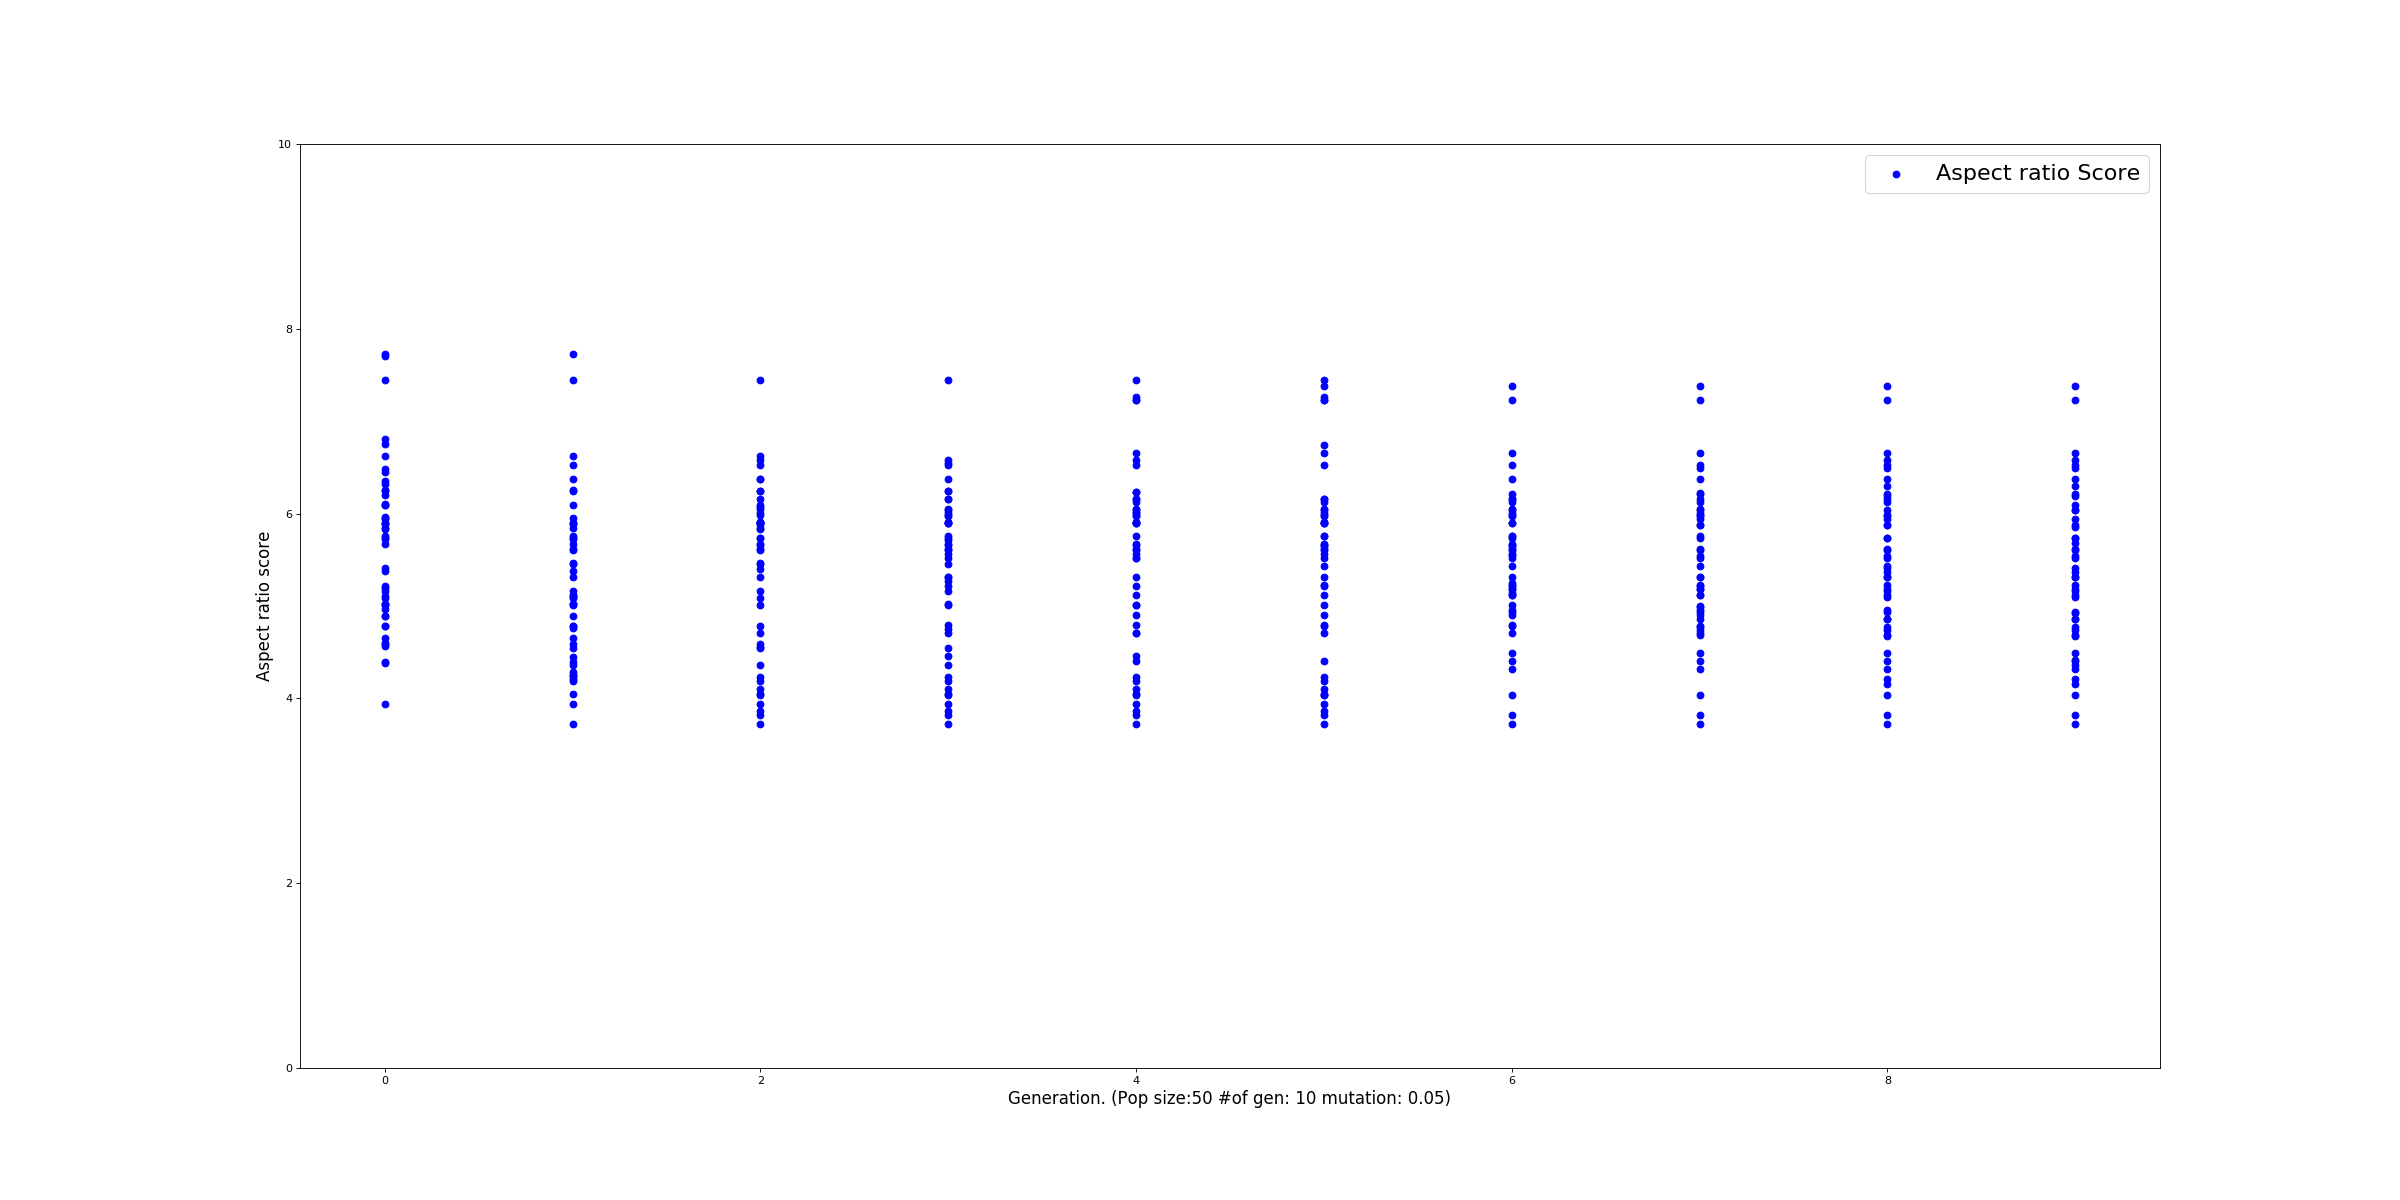 Aspect ratio Score
10
8
6
4
2
0
Aspect ratio score
0 2 4 6 8
Generation. (Pop size:50 #of gen: 10 mutation: 0.05)